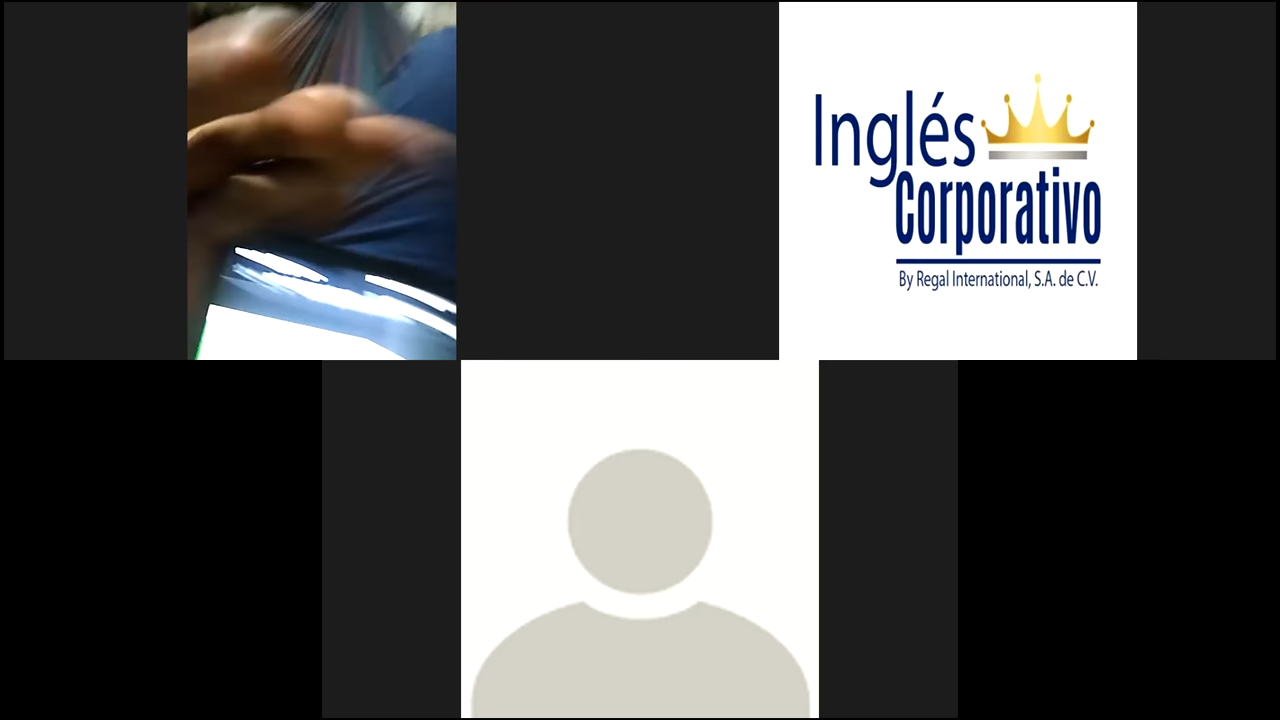 Inglés
Corporativo
By Regal International, S.A. de C.V.